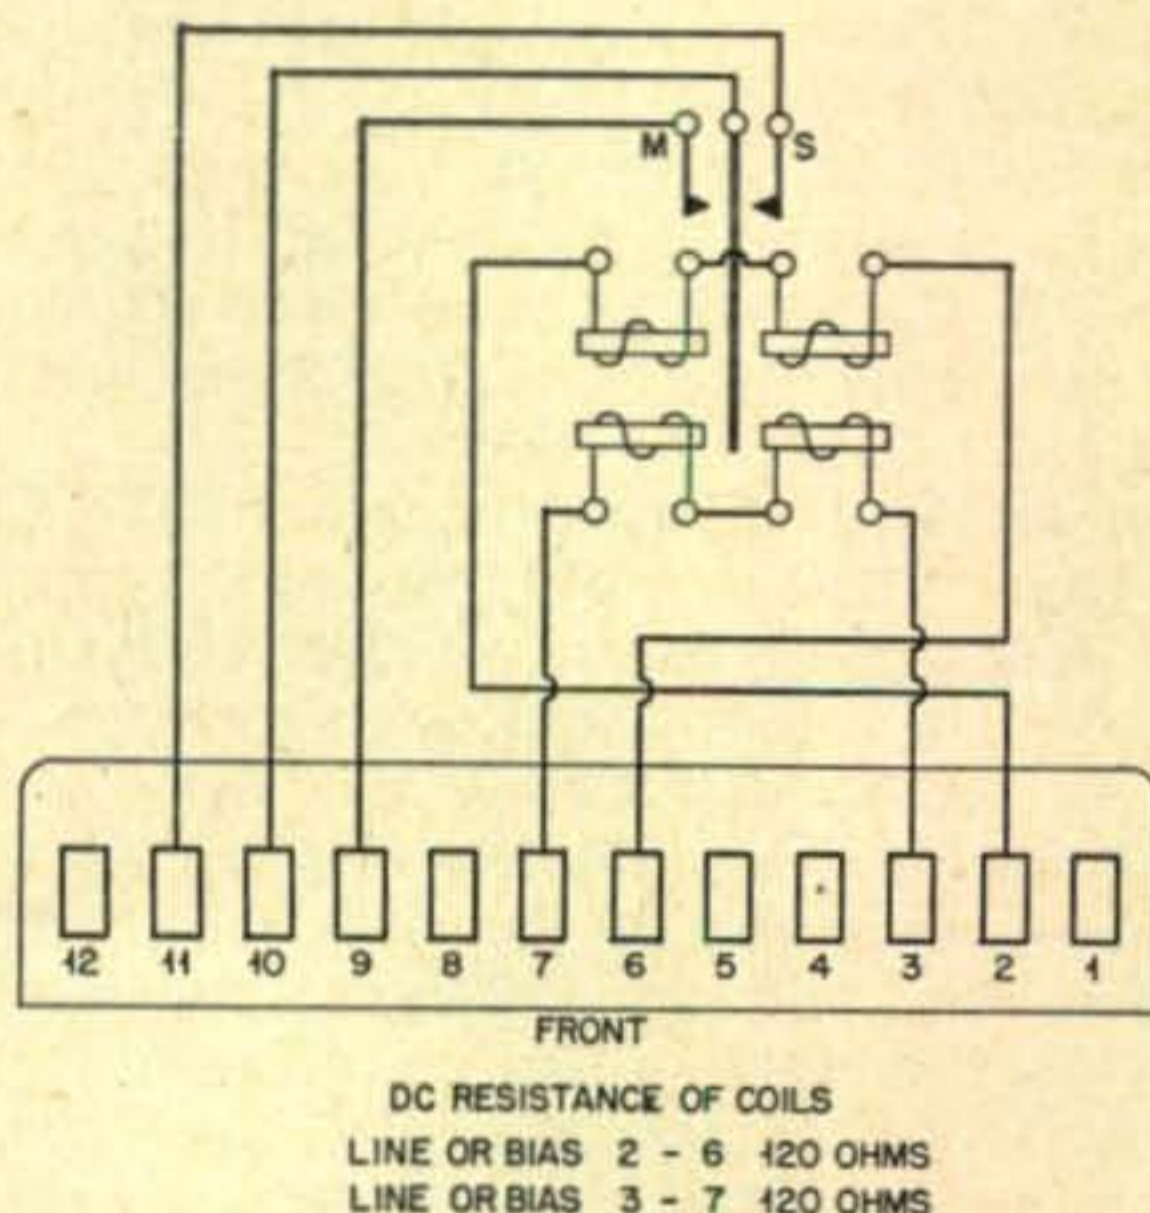 M S
12 11 10 9 8 7 6 5 4 3 2 1
FRONT
DC RESISTANCE OF COILS
LINE OR BIAS 2 - 6 120 OHMS
LINE OR BIAS 3 - 7 120 OHMS